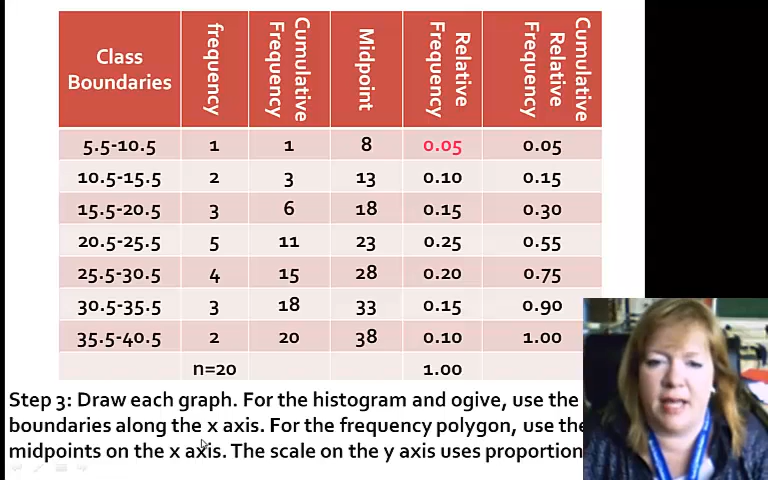 Class Boundaries frequency Cumulative Frequency Midpoint Relative Frequency Cumulative Relative Frequency
5.5-10.5 1 1 8 0.05 0.05
10.5-15.5 2 3 13 0.10 0.15
15.5-20.5 3 6 18 0.15 0.30
20.5-25.5 5 11 23 0.25 0.55
25.5-30.5 4 15 28 0.20 0.75
30.5-35.5 3 18 33 0.15 0.90
35.5-40.5 2 20 38 0.10 1.00
n=20 1.00
Step 3: Draw each graph. For the histogram and ogive, use the
boundaries along the x axis. For the frequency polygon, use the
midpoints on the x axis. The scale on the y axis uses proportion